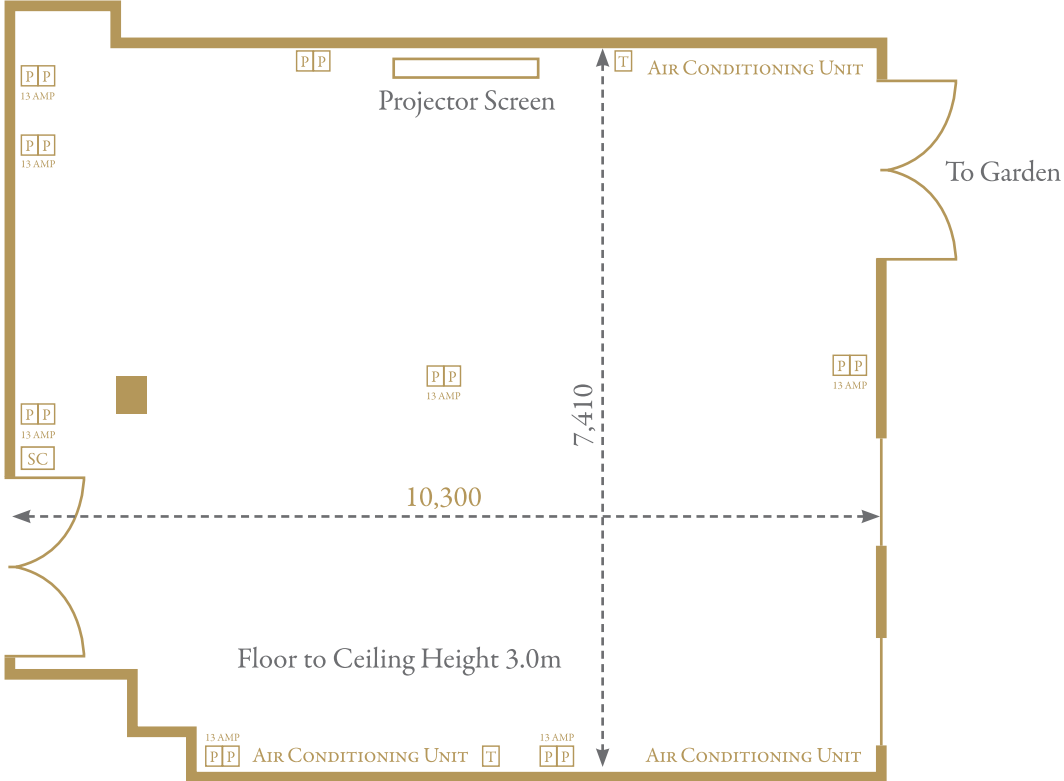 P P
T
AIR CONDITIONING UNIT
P P
13 AMP
Projector Screen
P P
13 AMP
To Garden
P P
13 AMP
P P
13 AMP
7,410
P P
13 AMP
SC
10,300
Floor to Ceiling Height 3.0m
13 AMP
P P
AIR CONDITIONING UNIT
T
13 AMP
P P
AIR CONDITIONING UNIT